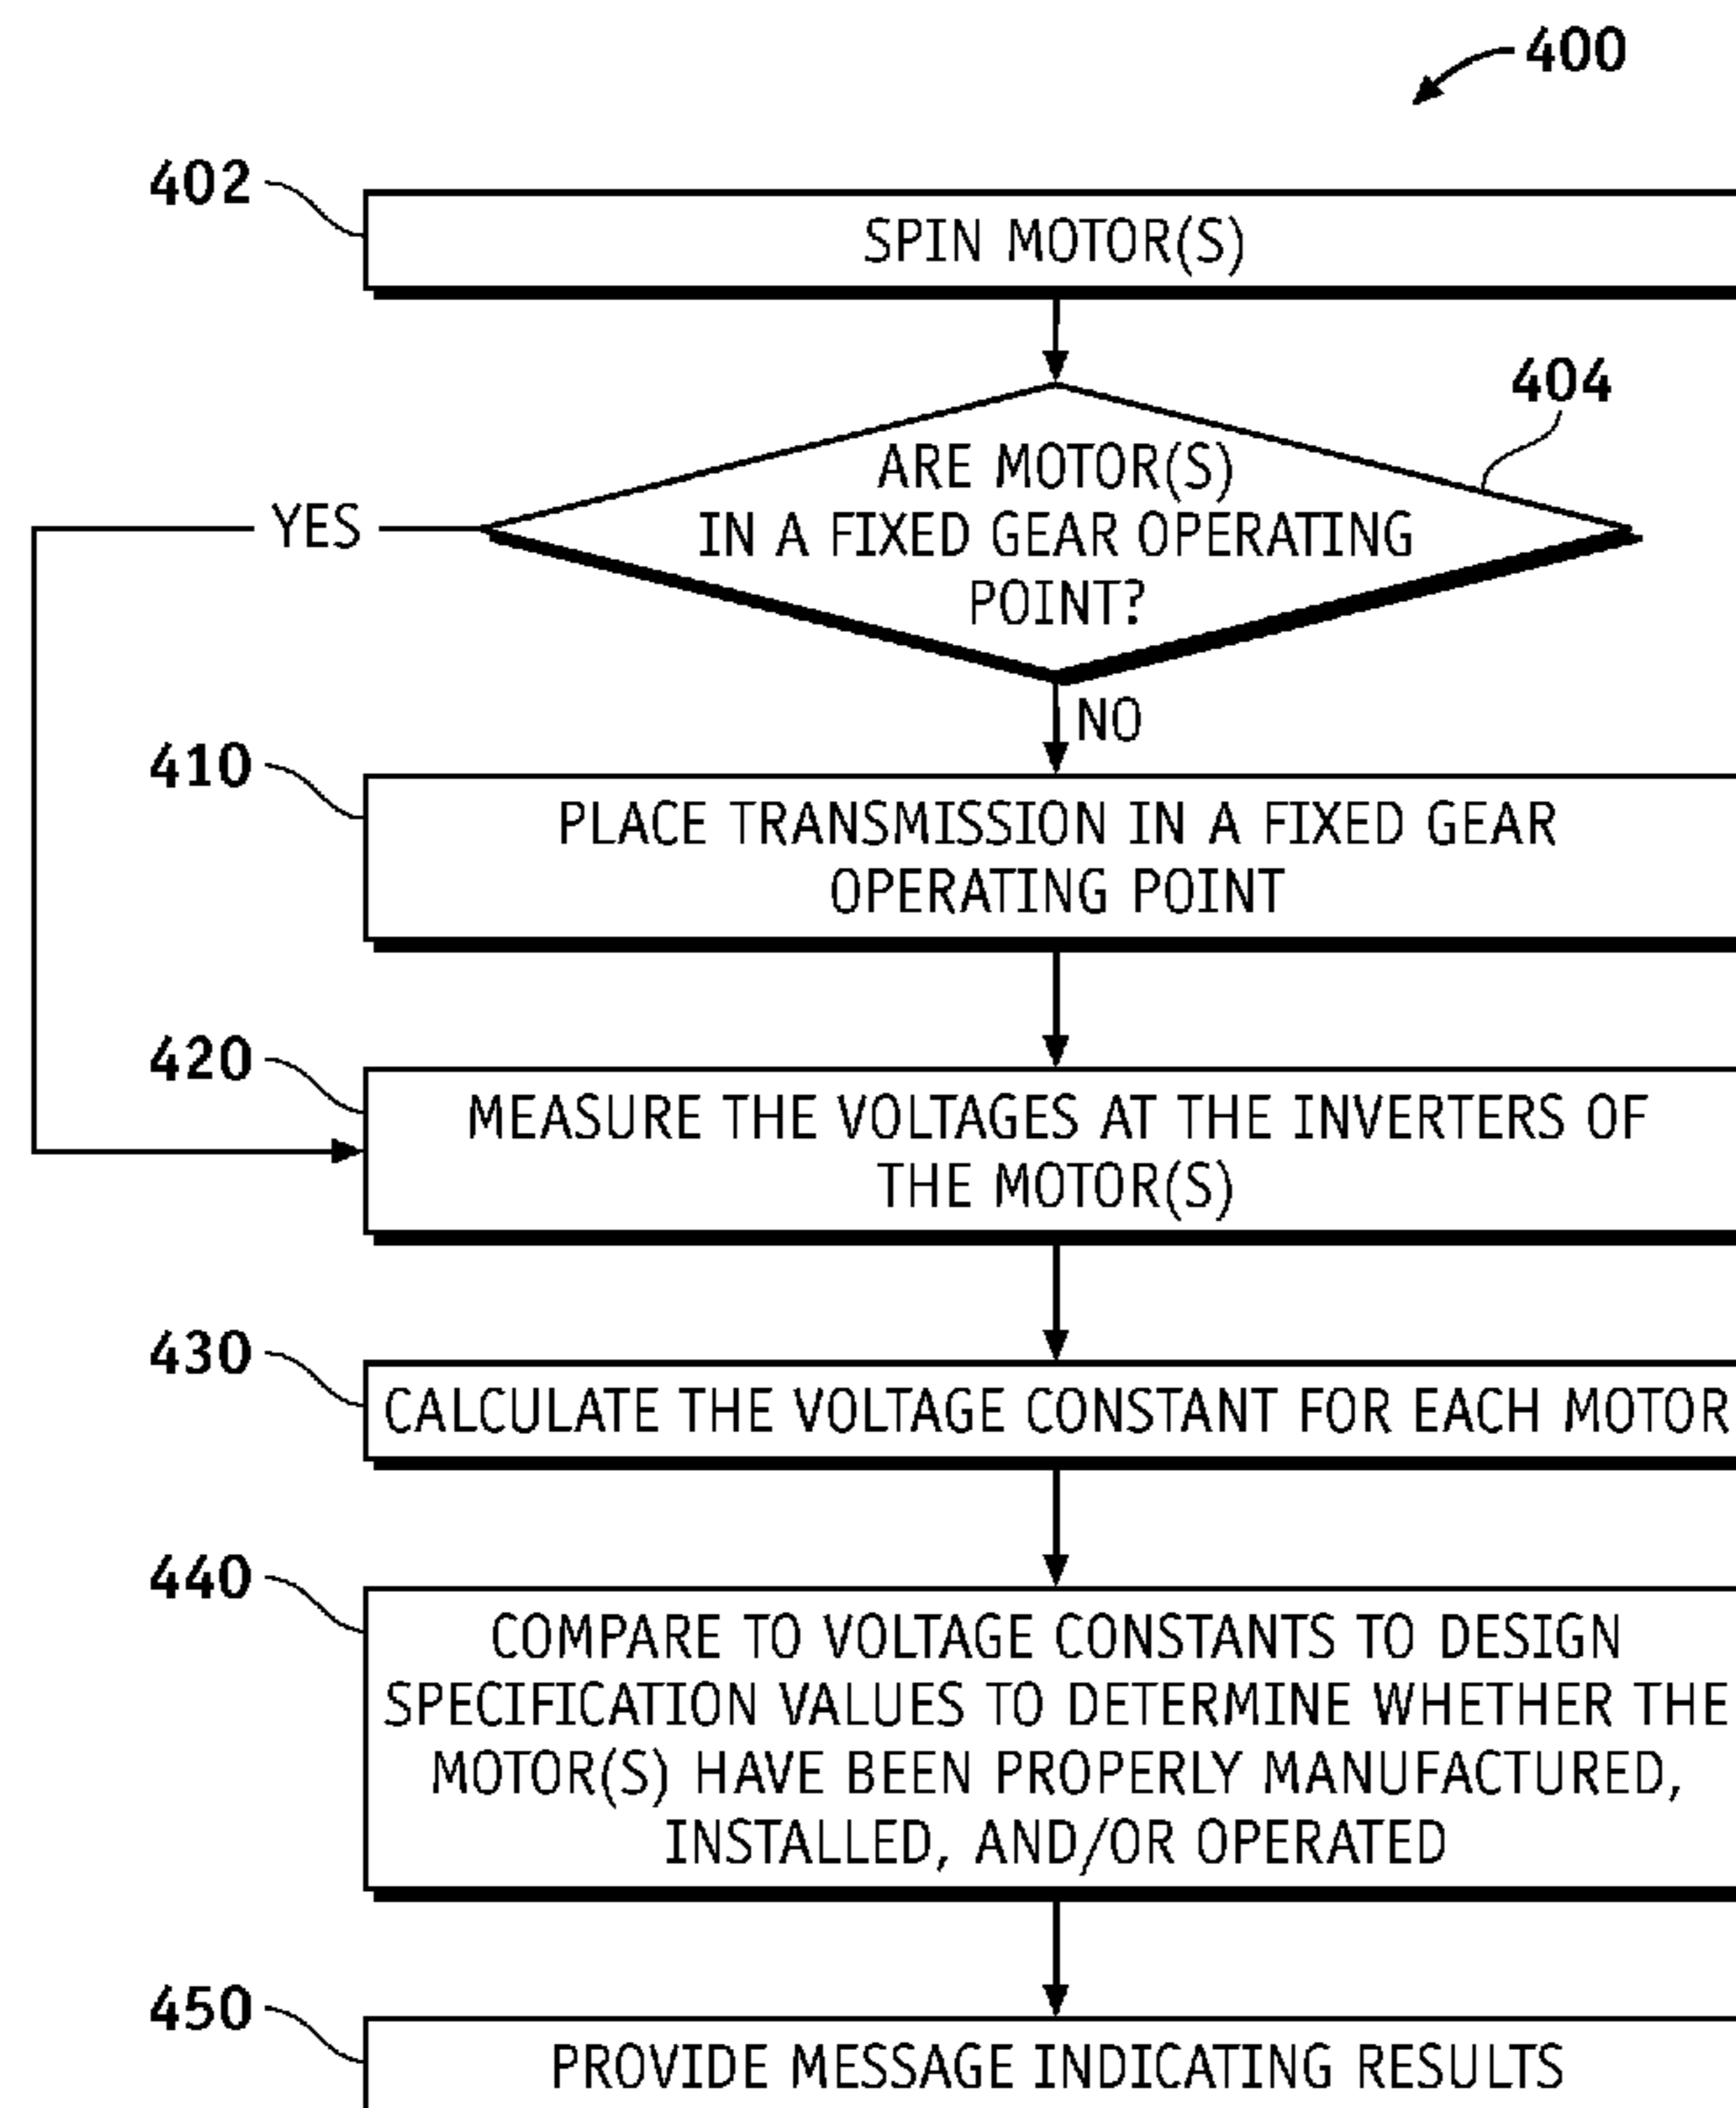 400
402
SPIN MOTOR(S)
404
ARE MOTOR(S)
IN A FIXED GEAR OPERATING
POINT?
YES
NO
410
PLACE TRANSMISSION IN A FIXED GEAR
OPERATING POINT
420
MEASURE THE VOLTAGES AT THE INVERTERS OF
THE MOTOR(S)
430
CALCULATE THE VOLTAGE CONSTANT FOR EACH MOTOR
440
COMPARE TO VOLTAGE CONSTANTS TO DESIGN
SPECIFICATION VALUES TO DETERMINE WHETHER THE
MOTOR(S) HAVE BEEN PROPERLY MANUFACTURED,
INSTALLED, AND/OR OPERATED
450
PROVIDE MESSAGE INDICATING RESULTS